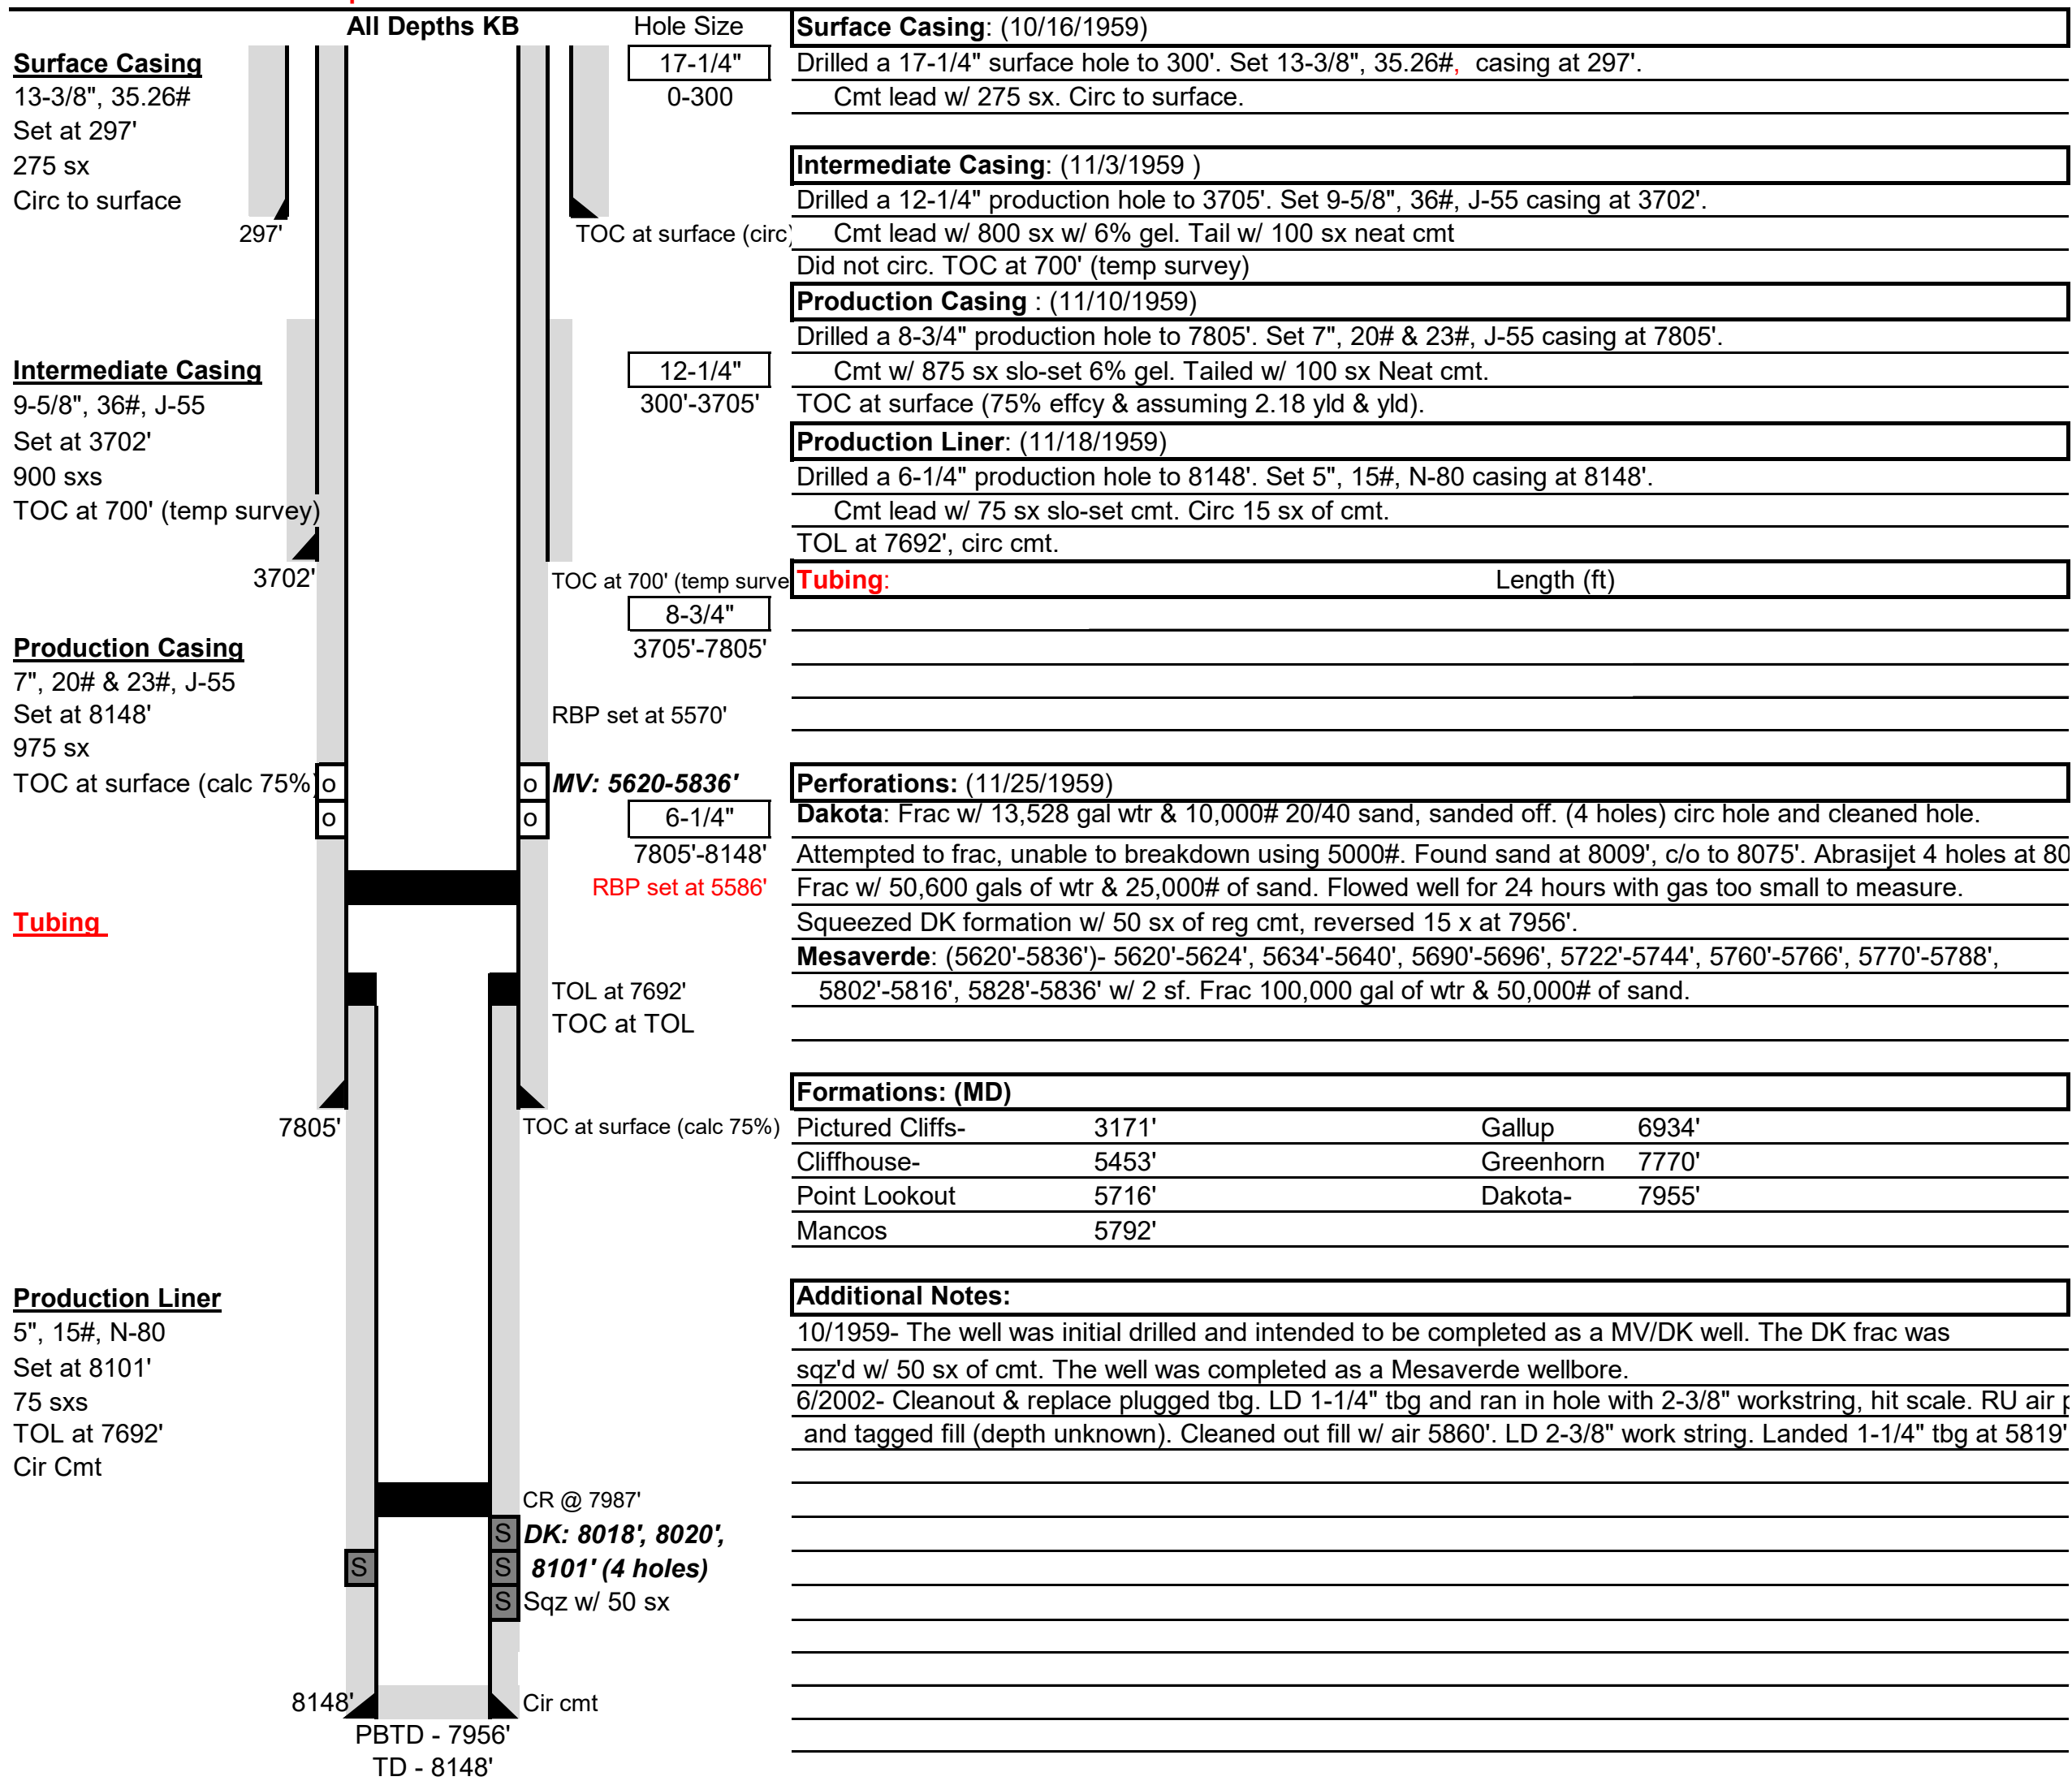 All Depths KB
Hole Size
Surface Casing: (10/16/1959)
Surface Casing
17-1/4"
Drilled a 17-1/4" surface hole to 300'. Set 13-3/8", 35.26#, casing at 297'.
13-3/8", 35.26#
0-300
Cmt lead w/ 275 sx. Circ to surface.
Set at 297'
275 sx
Intermediate Casing: (11/3/1959 )
Circ to surface
Drilled a 12-1/4" production hole to 3705'. Set 9-5/8", 36#, J-55 casing at 3702'.
297'
TOC at surface (circ)
Cmt lead w/ 800 sx w/ 6% gel. Tail w/ 100 sx neat cmt
Did not circ. TOC at 700' (temp survey)
Production Casing : (11/10/1959)
Drilled a 8-3/4" production hole to 7805'. Set 7", 20# & 23#, J-55 casing at 7805'.
Intermediate Casing
12-1/4"
Cmt w/ 875 sx slo-set 6% gel. Tailed w/ 100 sx Neat cmt.
9-5/8", 36#, J-55
300'-3705'
TOC at surface (75% effcy & assuming 2.18 yld & yld).
Set at 3702'
Production Liner: (11/18/1959)
900 sxs
Drilled a 6-1/4" production hole to 8148'. Set 5", 15#, N-80 casing at 8148'.
TOC at 700' (temp survey)
Cmt lead w/ 75 sx slo-set cmt. Circ 15 sx of cmt.
TOL at 7692', circ cmt.
3702'
TOC at 700' (temp surve
Tubing:
Length (ft)
8-3/4"
Production Casing
3705'-7805'
7", 20# & 23#, J-55
Set at 8148'
RBP set at 5570'
975 sx
TOC at surface (calc 75%)
o
o
MV: 5620-5836'
Perforations: (11/25/1959)
o
o
6-1/4"
Dakota: Frac w/ 13,528 gal wtr & 10,000# 20/40 sand, sanded off. (4 holes) circ hole and cleaned hole.
7805'-8148'
Attempted to frac, unable to breakdown using 5000#. Found sand at 8009', c/o to 8075'. Abrasijet 4 holes at 80
RBP set at 5586'
Frac w/ 50,600 gals of wtr & 25,000# of sand. Flowed well for 24 hours with gas too small to measure.
Tubing
Squeezed DK formation w/ 50 sx of reg cmt, reversed 15 x at 7956'.
Mesaverde: (5620'-5836')- 5620'-5624', 5634'-5640', 5690'-5696', 5722'-5744', 5760'-5766', 5770'-5788',
TOL at 7692'
5802'-5816', 5828'-5836' w/ 2 sf. Frac 100,000 gal of wtr & 50,000# of sand.
TOC at TOL
Formations: (MD)
7805'
TOC at surface (calc 75%)
Pictured Cliffs- 3171' Gallup 6934'
Cliffhouse- 5453' Greenhorn 7770'
Point Lookout 5716' Dakota- 7955'
Mancos 5792'
Production Liner
Additional Notes:
5", 15#, N-80
10/1959- The well was initial drilled and intended to be completed as a MV/DK well. The DK frac was
Set at 8101'
sqz'd w/ 50 sx of cmt. The well was completed as a Mesaverde wellbore.
75 sxs
6/2002- Cleanout & replace plugged tbg. LD 1-1/4" tbg and ran in hole with 2-3/8" workstring, hit scale. RU air p
TOL at 7692'
and tagged fill (depth unknown). Cleaned out fill w/ air 5860'. LD 2-3/8" work string. Landed 1-1/4" tbg at 5819'
Cir Cmt
CR @ 7987'
S
DK: 8018', 8020',
S
S
8101' (4 holes)
S
Sqz w/ 50 sx
8148'
Cir cmt
PBTD - 7956'
TD - 8148'